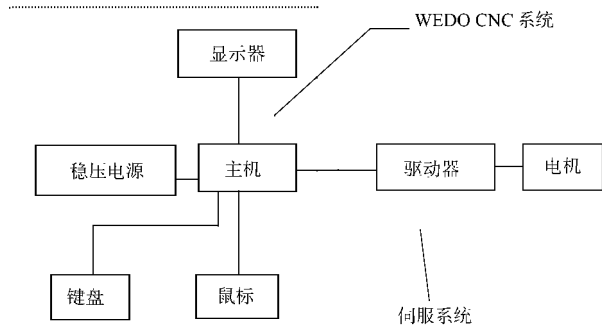 WEDO CNC 系统
显示器
稳压电源
主机
驱动器
电机
键盘
鼠标
伺服系统